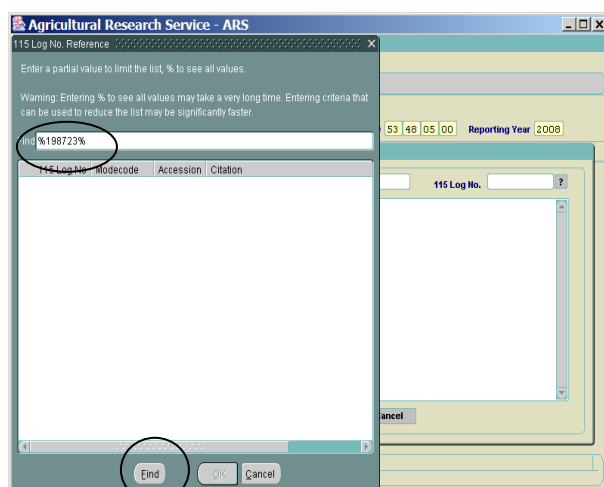 Agricultural Research Service - ARS
115 Log No. Reference
Enter a partial value to limit the list, % to see all values.
Warning: Entering % to see all values may take a very long time. Entering criteria that
can be used to reduce the list may be significantly faster.
%198723%
53 48 05 00 Reporting Year 2008
115 Log No Modecode Accession Citation
115 Log No. ?
Cancel
Find OK Cancel